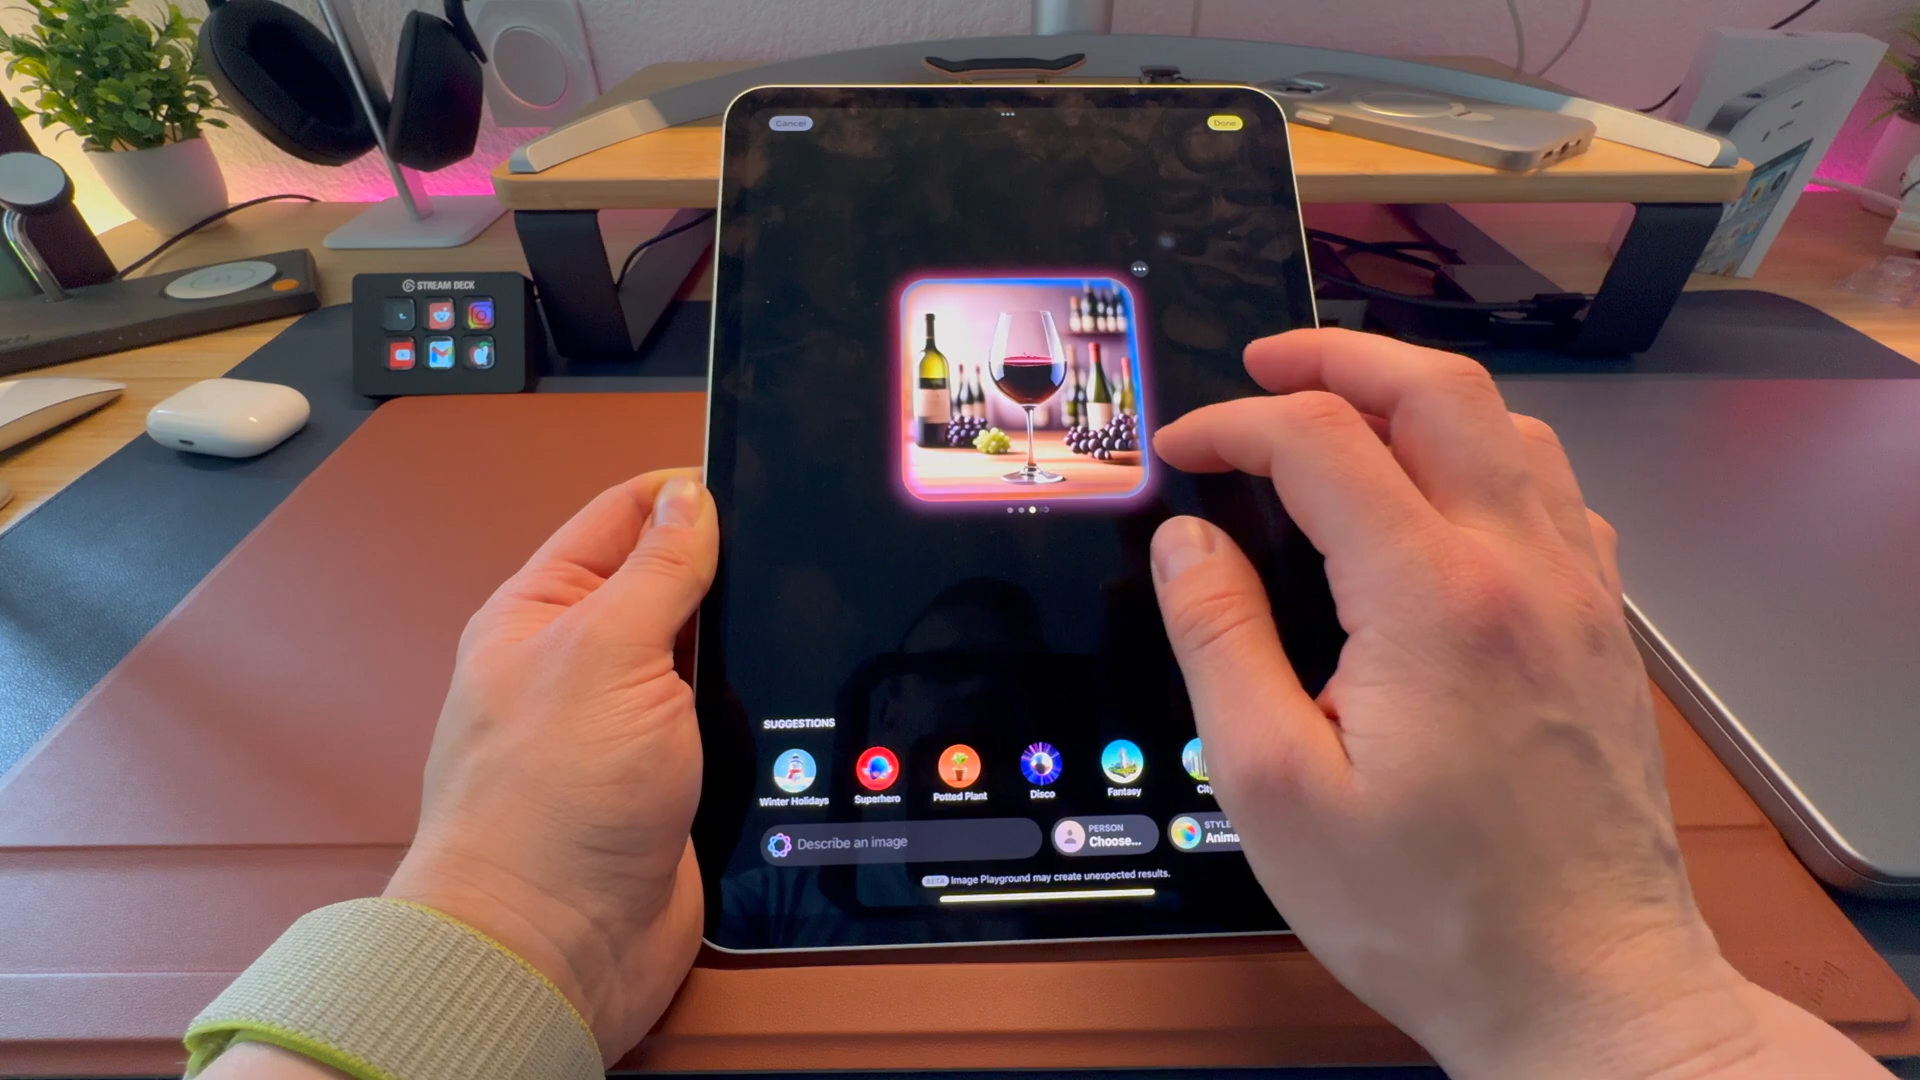 Cancel
Done
STREAM DECK
SUGGESTIONS
Winter Holidays
Superhero
Potted Plant
Disco
Fantasy
City
Describe an image
PERSON
Choose...
STYLE
Anima
BETA Image Playground may create unexpected results.